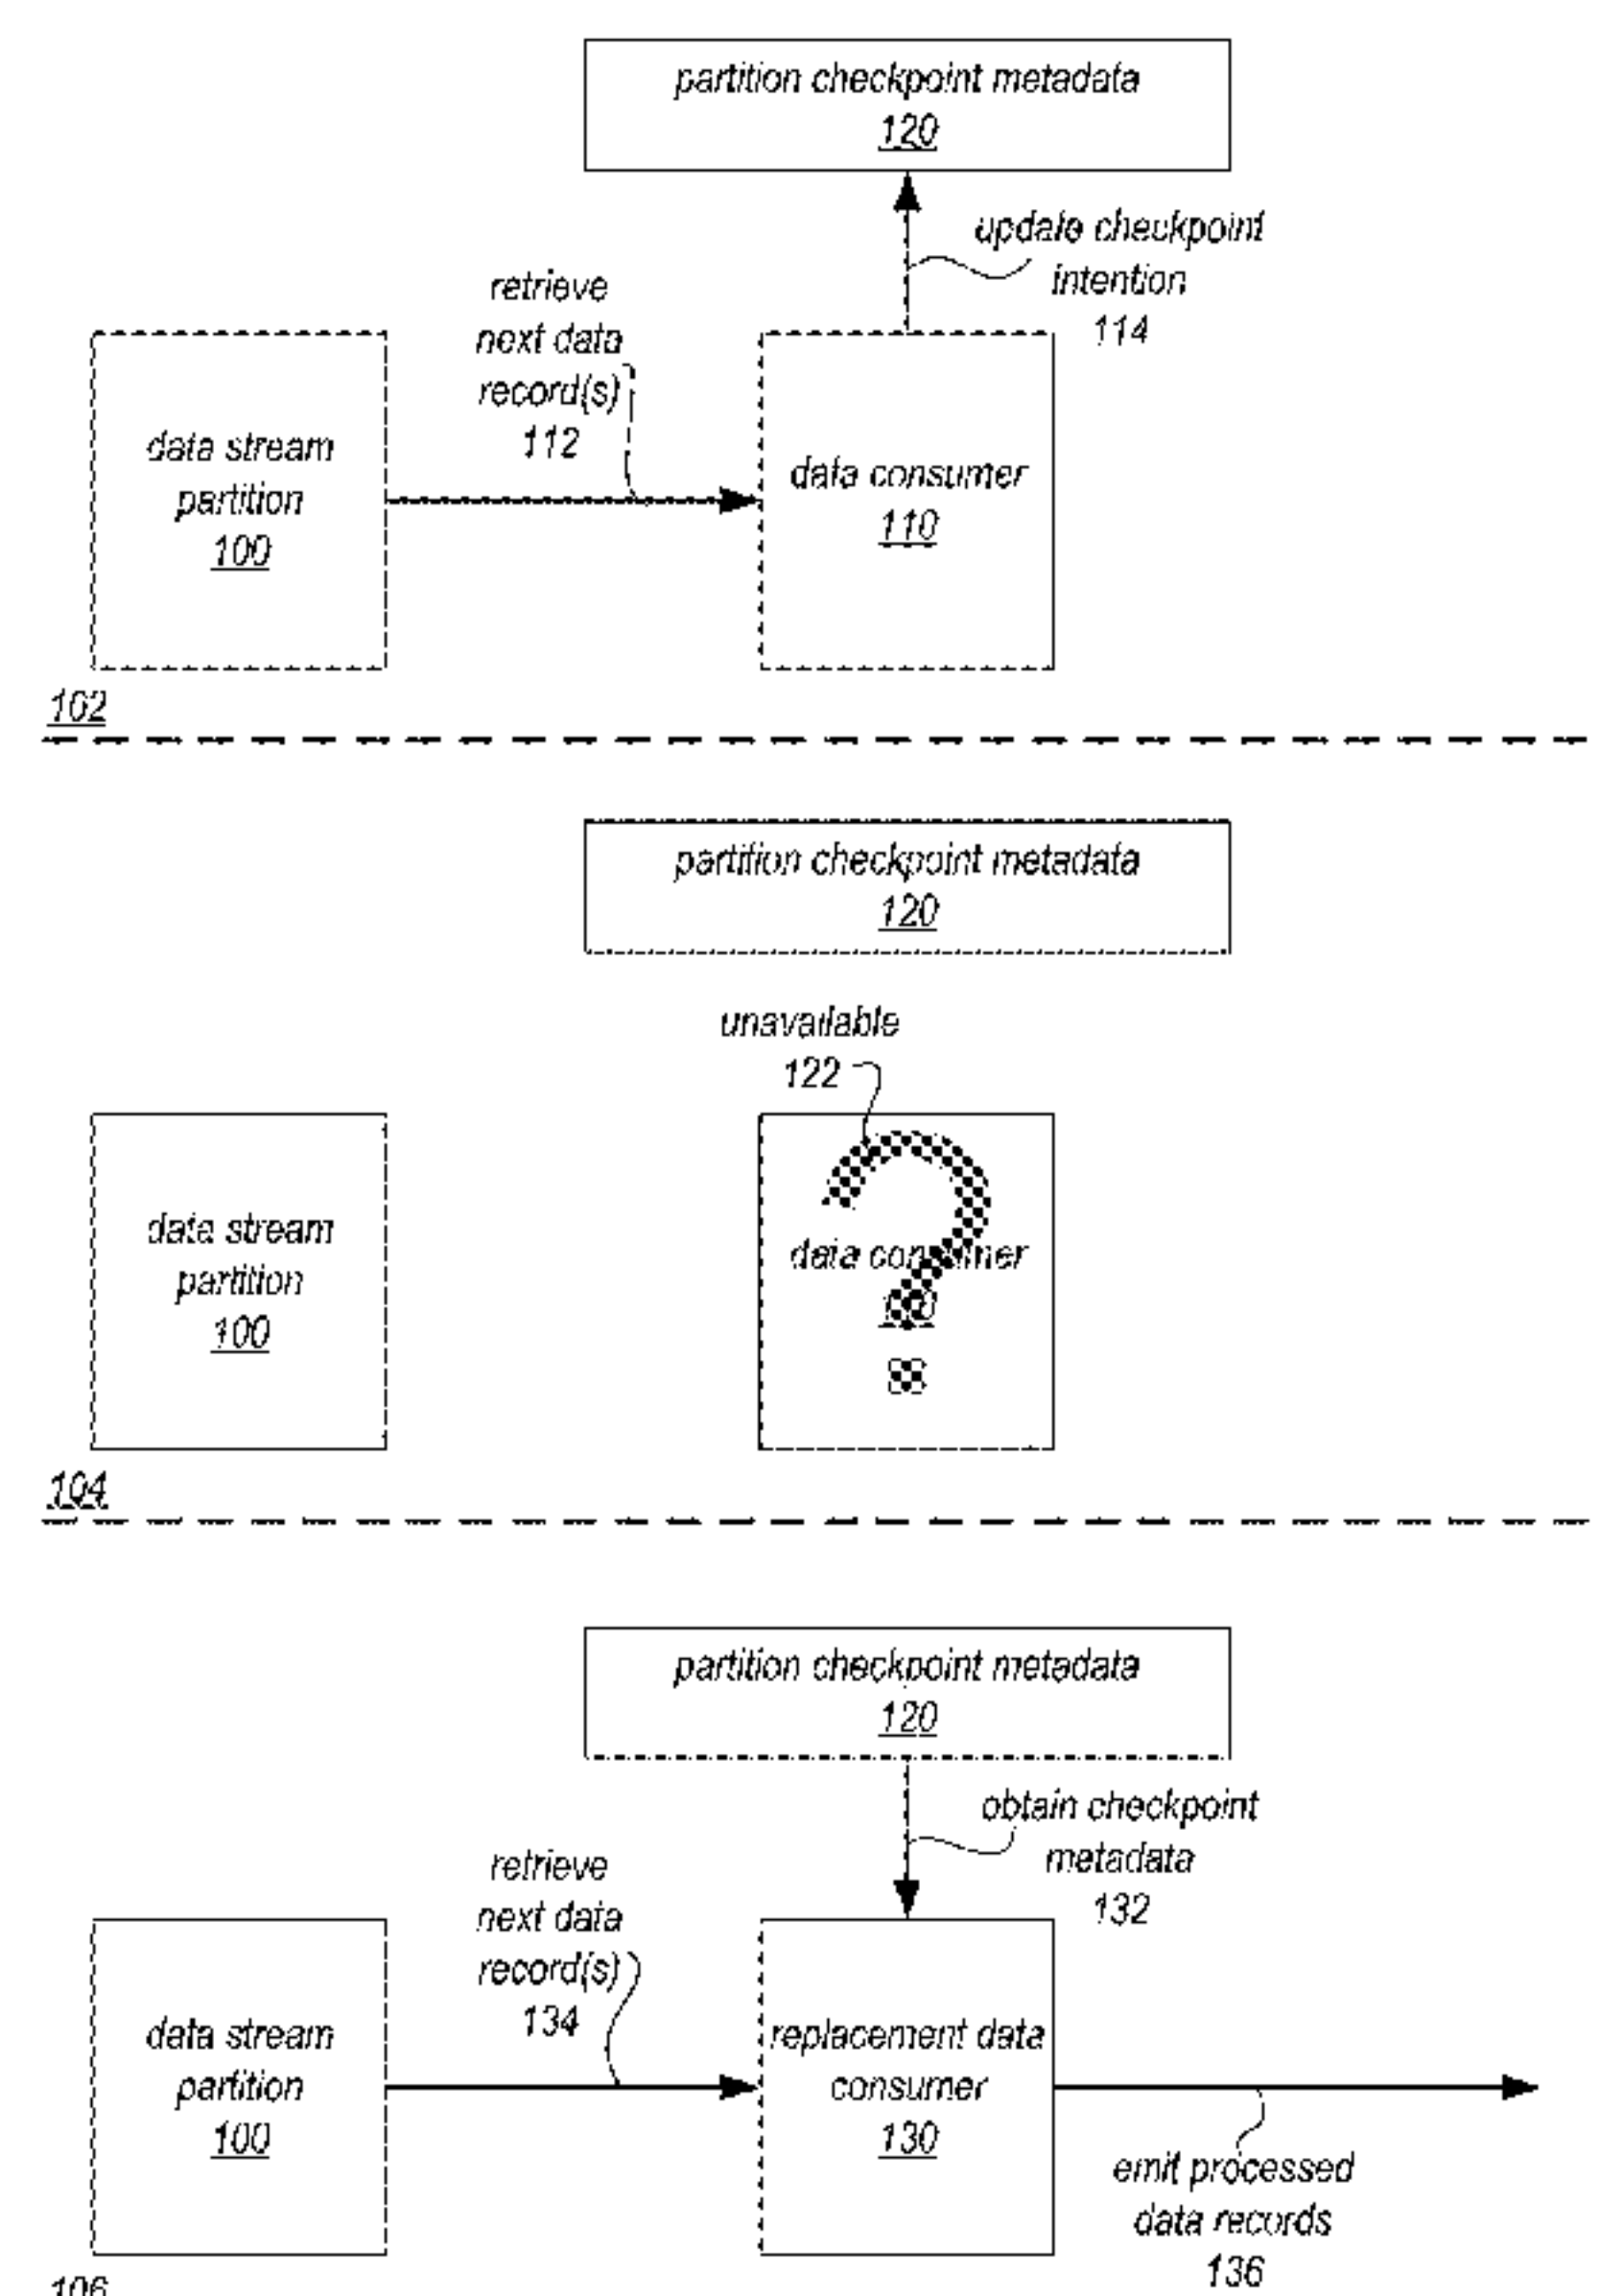 partition checkpoint metadata
120
update checkpoint
intention
114
retrieve
next data
record(s)
112
data stream
partition
100
data consumer
110
102
partition checkpoint metadata
120
unavailable
122
data stream
partition
100
data consumer
110
104
partition checkpoint metadata
120
obtain checkpoint
metadata
132
retrieve
next data
record(s)
134
data stream
partition
100
replacement data
consumer
130
emit processed
data records
136
106